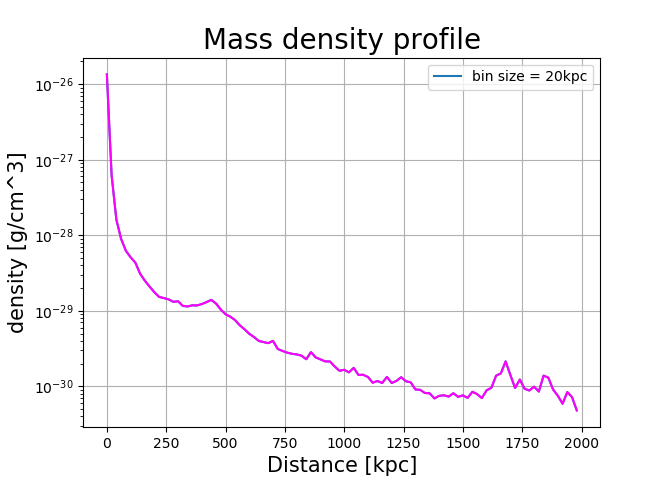 Mass density profile
bin size = 20kpc
density [g/cm^3]
10⁻²⁶
10⁻²⁷
10⁻²⁸
10⁻²⁹
10⁻³⁰
0 250 500 750 1000 1250 1500 1750 2000
Distance [kpc]